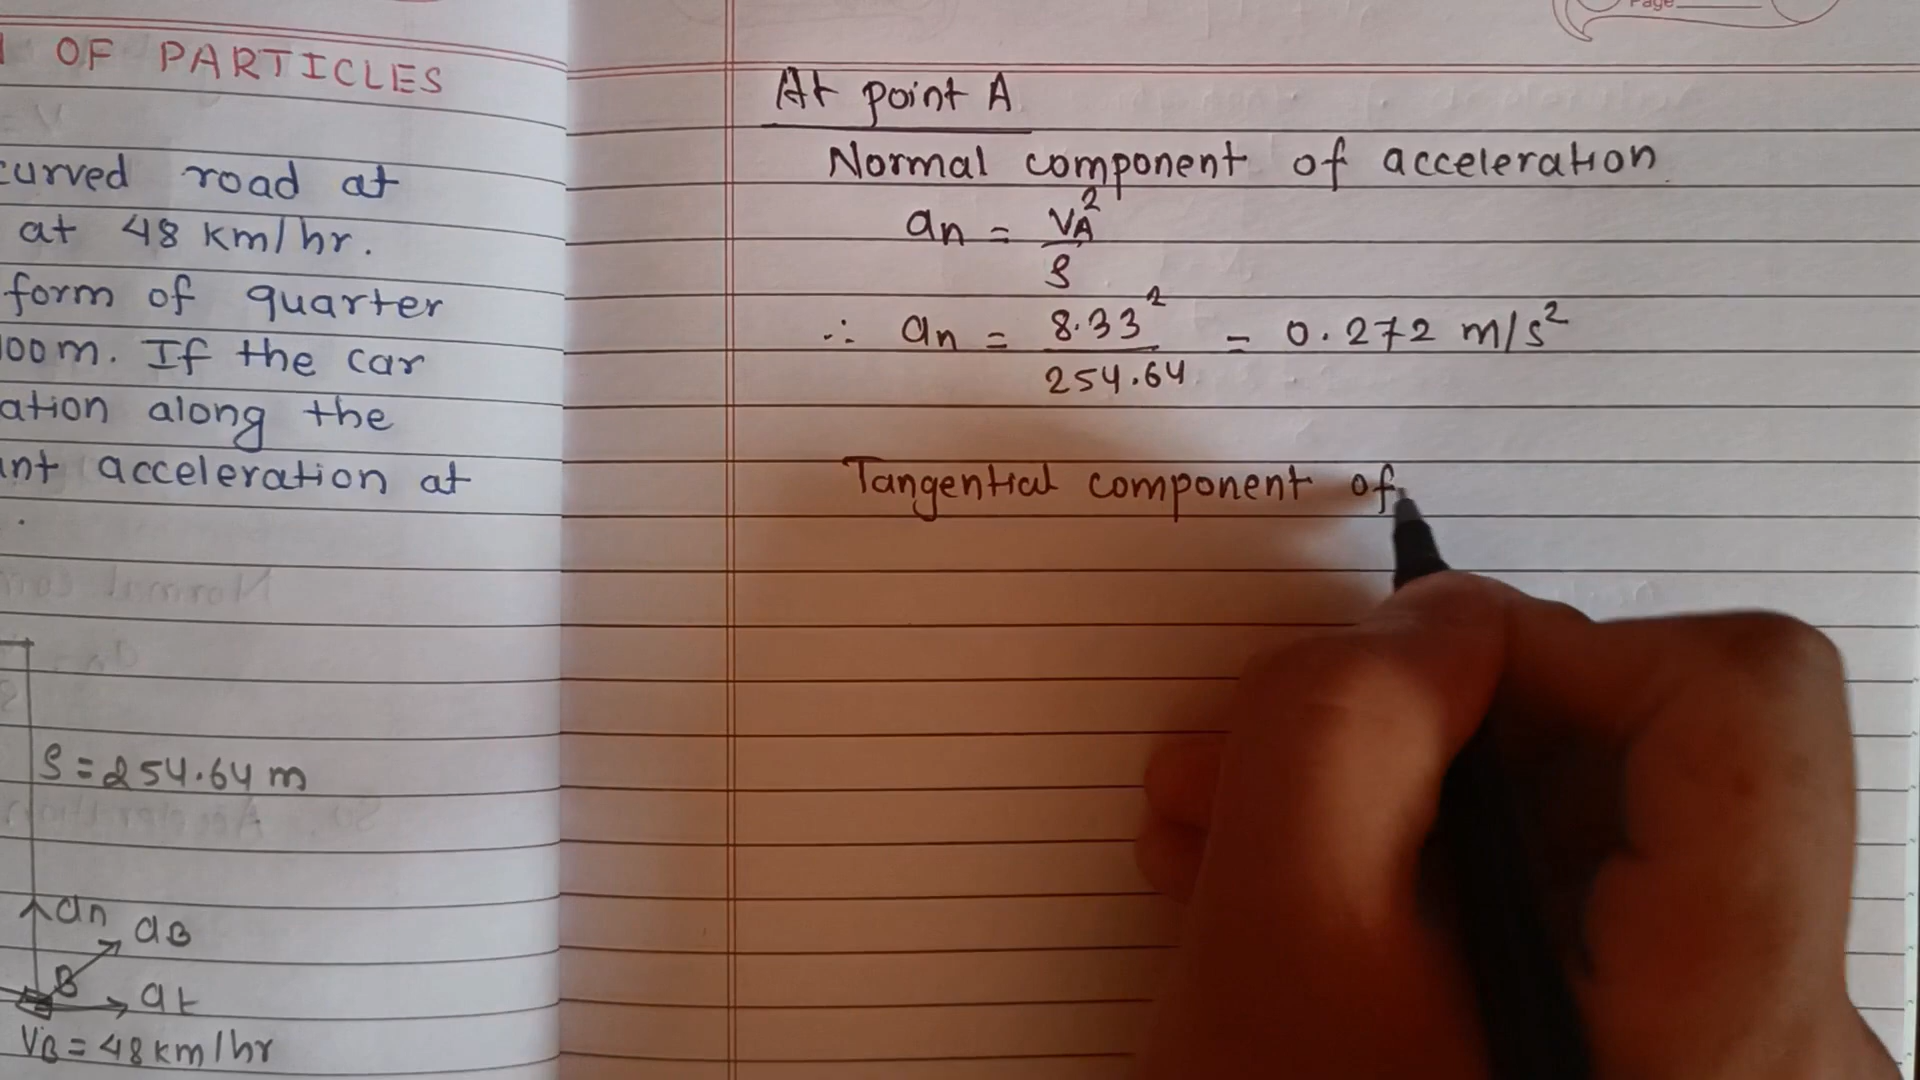 OF PARTICLES
curved road at
at 48 km/hr.
form of quarter
00m. If the car
ation along the
ant acceleration at
.
ρ = 254.64 m
an
aB
B
at
VB = 48 km/hr
Page
At point A
Normal component of acceleration
an = VA² / ρ
∴ an = 8.33² / 254.64 = 0.272 m/s²
Tangential component of